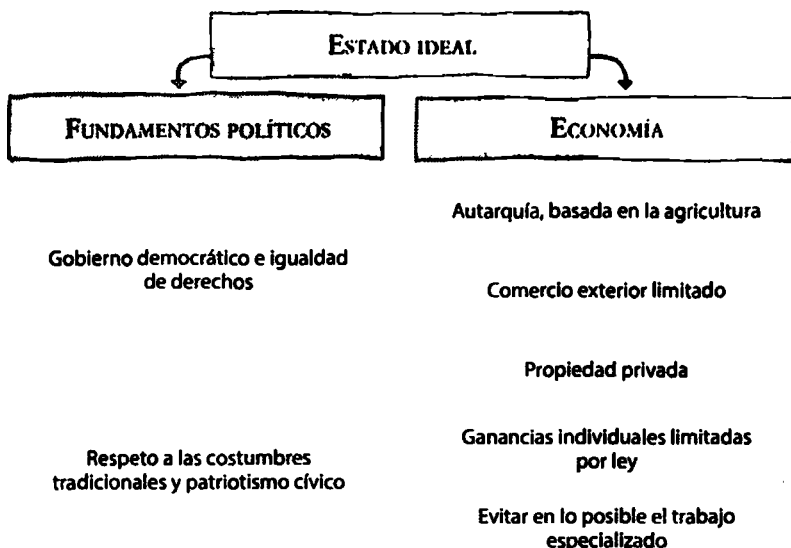 ESTADO IDEAL
FUNDAMENTOS POLÍTICOS
Gobierno democrático e igualdad
de derechos
Respeto a las costumbres
tradicionales y patriotismo cívico
ECONOMÍA
Autarquía, basada en la agricultura
Comercio exterior limitado
Propiedad privada
Ganancias individuales limitadas
por ley
Evitar en lo posible el trabajo
especializado